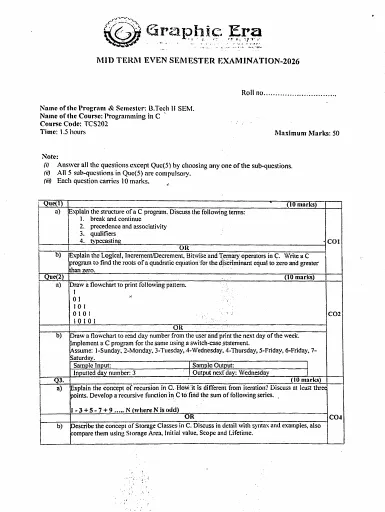 Graphic Era
MID TERM EVEN SEMESTER EXAMINATION-2026
Roll no..............................
Name of the Program & Semester: B.Tech II SEM.
Name of the Course: Programming in C
Course Code: TCS202
Time: 1.5 hours Maximum Marks: 50
Note:
(i) Answer all the questions except Que(5) by choosing any one of the sub-questions.
(ii) All 5 sub-questions in Que(5) are compulsory.
(iii) Each question carries 10 marks.
Que(1) (10 marks)
a) Explain the structure of a C program. Discuss the following terms:
1. break and continue
2. precedence and associativity
3. qualifiers
4. typecasting
OR
CO1
b) Explain the Logical, Increment/Decrement, Bitwise and Ternary operators in C. Write a C
program to find the roots of a quadratic equation for the discriminant equal to zero and greater
than zero.
Que(2) (10 marks)
a) Draw a flowchart to print following pattern.
1
0 1
1 0 1
0 1 0 1
1 0 1 0 1
OR
CO2
b) Draw a flowchart to read day number from the user and print the next day of the week.
Implement a C program for the same using a switch-case statement.
Assume: 1-Sunday, 2-Monday, 3-Tuesday, 4-Wednesday, 4-Thursday, 5-Friday, 6-Friday, 7-
Saturday.
Sample Input: Sample Output:
Inputted day number: 3 Output next day: Wednesday
Q3. (10 marks)
a) Explain the concept of recursion in C. How it is different from iteration? Discuss at least three
points. Develop a recursive function in C to find the sum of following series.
1 - 3 + 5 - 7 + 9 ..... N (where N is odd)
OR
CO4
b) Describe the concept of Storage Classes in C. Discuss in detail with syntax and examples, also
compare them using Storage Area, Initial value, Scope and Lifetime.